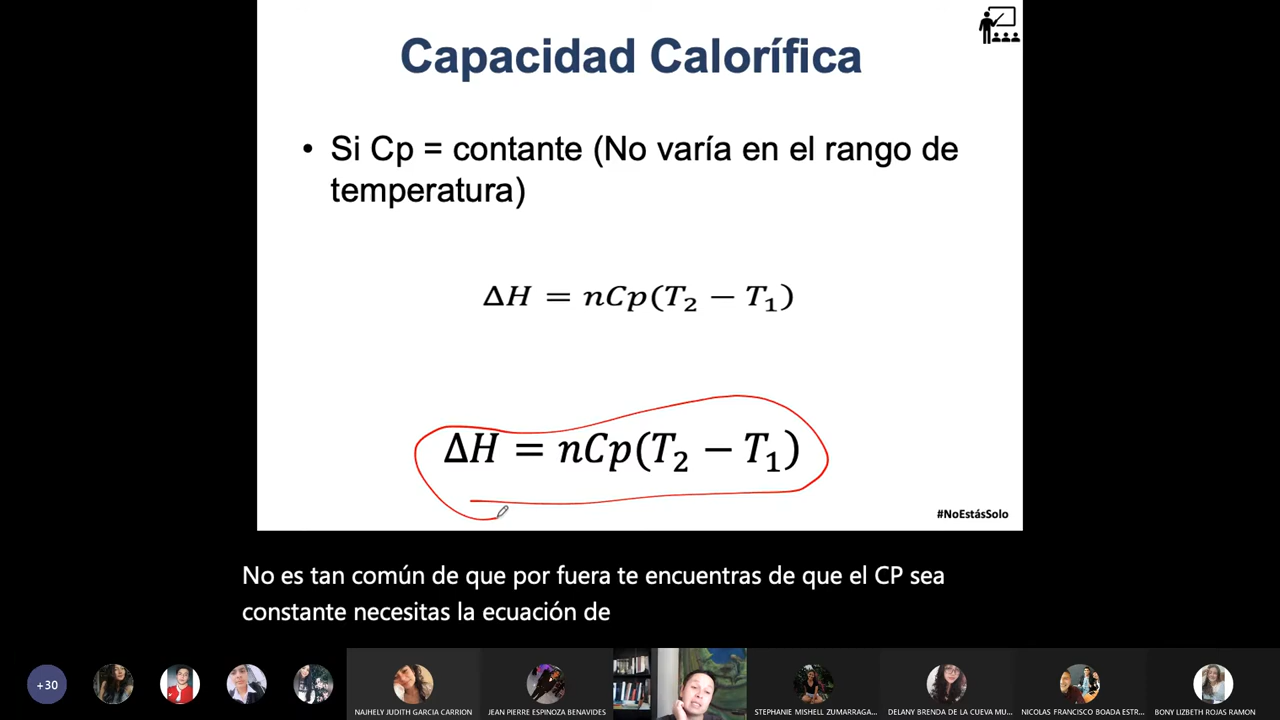 Capacidad Calorífica
• Si Cp = contante (No varía en el rango de
temperatura)
ΔH = nCp(T₂ − T₁)
ΔH = nCp(T₂ − T₁)
#NoEstásSolo
No es tan común de que por fuera te encuentras de que el CP sea
constante necesitas la ecuación de
+30
NAJHELY JUDITH GARCIA CARRION
JEAN PIERRE ESPINOZA BENAVIDES
STEPHANIE MISHELL ZUMARRAGA...
DELANY BRENDA DE LA CUEVA MU...
NICOLAS FRANCISCO BOADA ESTR...
BONY LIZBETH ROJAS RAMON